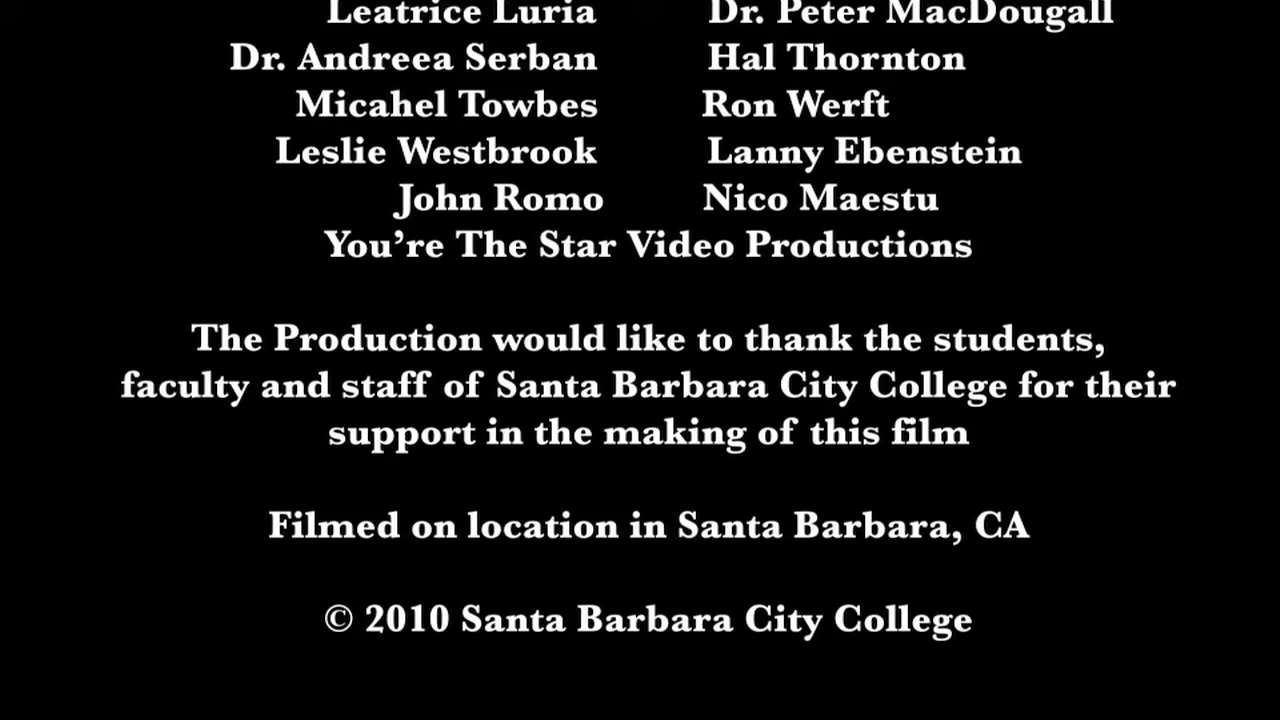 Leatrice Luria Dr. Peter MacDougall
Dr. Andreea Serban Hal Thornton
Micahel Towbes Ron Werft
Leslie Westbrook Lanny Ebenstein
John Romo Nico Maestu
You're The Star Video Productions
The Production would like to thank the students,
faculty and staff of Santa Barbara City College for their
support in the making of this film
Filmed on location in Santa Barbara, CA
© 2010 Santa Barbara City College